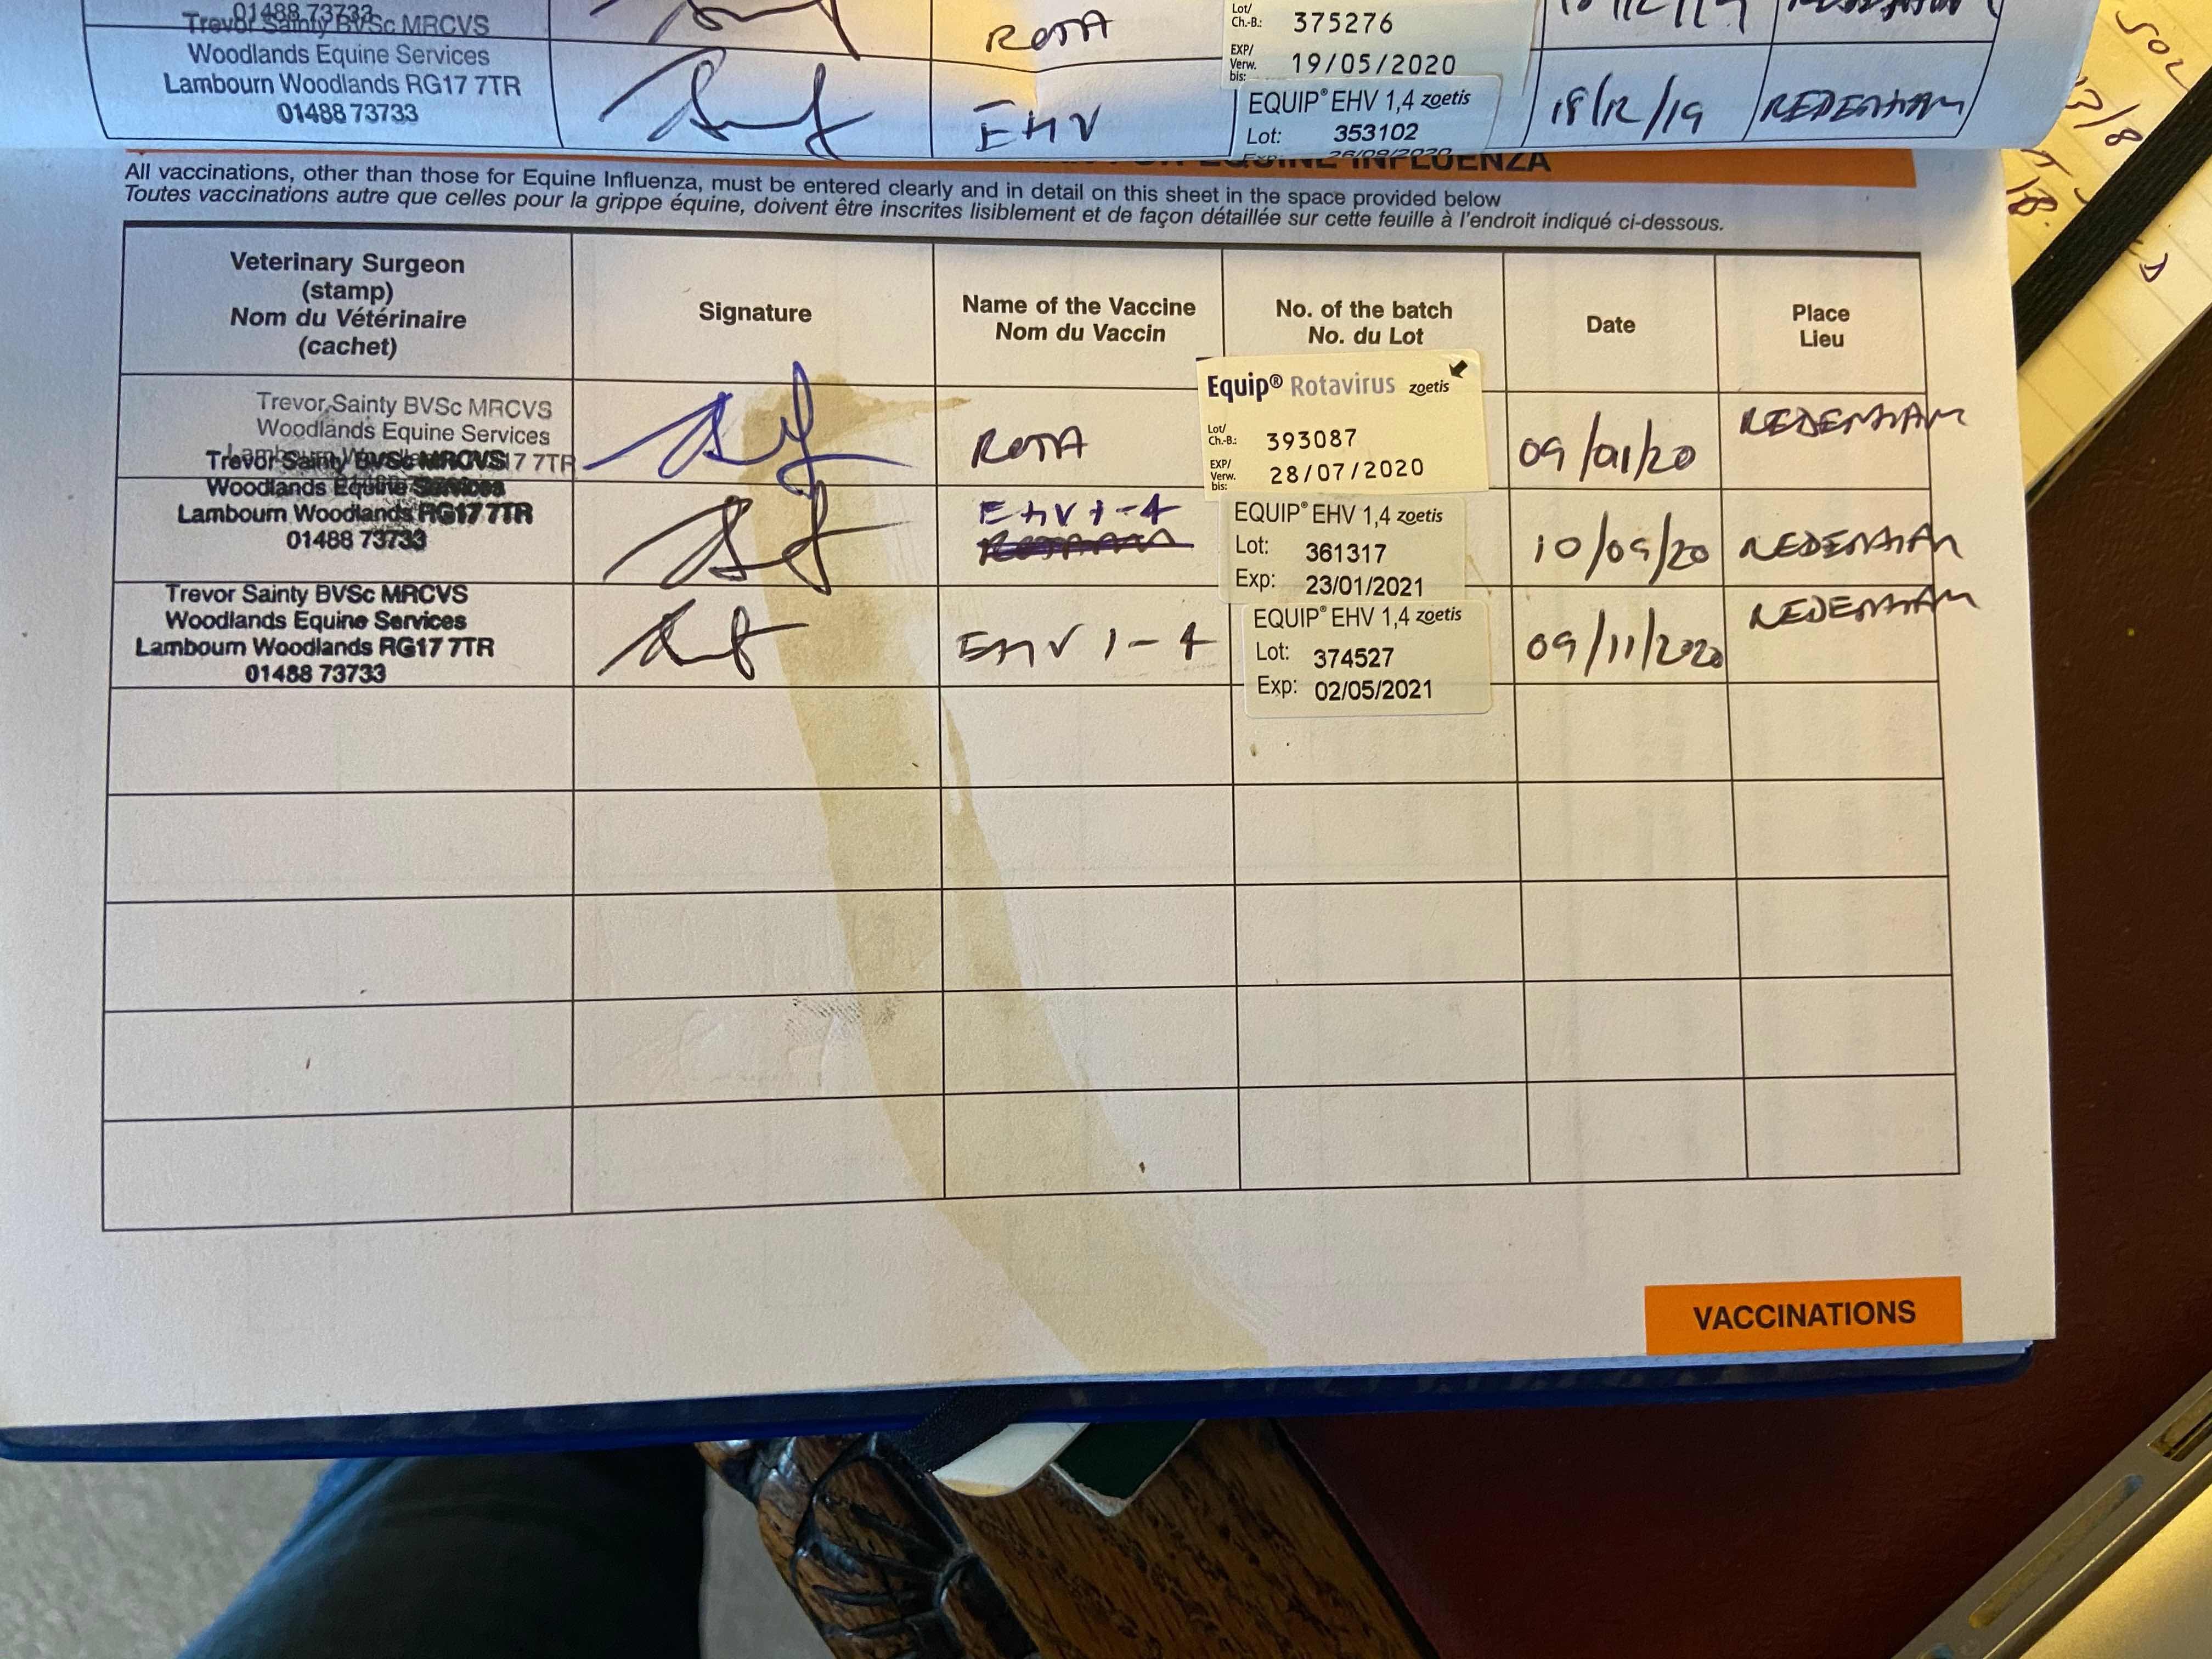 01488 73733
Trevor Sainty BVSc MRCVS
Woodlands Equine Services
Lambourn Woodlands RG17 7TR
01488 73733
ROTA
Lot/
Ch.-B.: 375276
EXP/
Verw.
bis: 19/05/2020
EHV
EQUIP® EHV 1,4 zoetis
Lot: 353102
Exp: 26/09/2020
18/12/19
REDENHAM
EQUINE INFLUENZA
All vaccinations, other than those for Equine Influenza, must be entered clearly and in detail on this sheet in the space provided below
Toutes vaccinations autre que celles pour la grippe équine, doivent être inscrites lisiblement et de façon détaillée sur cette feuille à l'endroit indiqué ci-dessous.
Veterinary Surgeon
(stamp)
Nom du Vétérinaire
(cachet)
Signature
Name of the Vaccine
Nom du Vaccin
No. of the batch
No. du Lot
Date
Place
Lieu
Trevor Sainty BVSc MRCVS
Woodlands Equine Services
Lambourn 17 7TR
ROTA
Equip® Rotavirus zoetis
Lot/
Ch.-B.: 393087
EXP/
Verw.
bis: 28/07/2020
09/01/20
REDENHAM
Trevor Sainty BVSc MRCVS
Woodlands Equine Services
Lambourn Woodlands RG17 7TR
01488 73733
EHV 1-4
EQUIP® EHV 1,4 zoetis
Lot: 361317
Exp: 23/01/2021
10/09/20
REDENHAM
Trevor Sainty BVSc MRCVS
Woodlands Equine Services
Lambourn Woodlands RG17 7TR
01488 73733
EHV 1-4
EQUIP® EHV 1,4 zoetis
Lot: 374527
Exp: 02/05/2021
09/11/2020
REDENHAM
VACCINATIONS